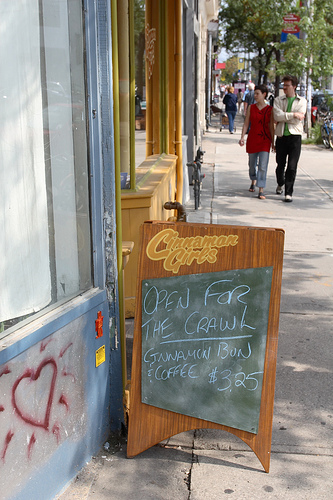 Cinnamon
Girls
OPEN FOR
THE CRAWL
CINNAMON BUN
& COFFEE $3.25